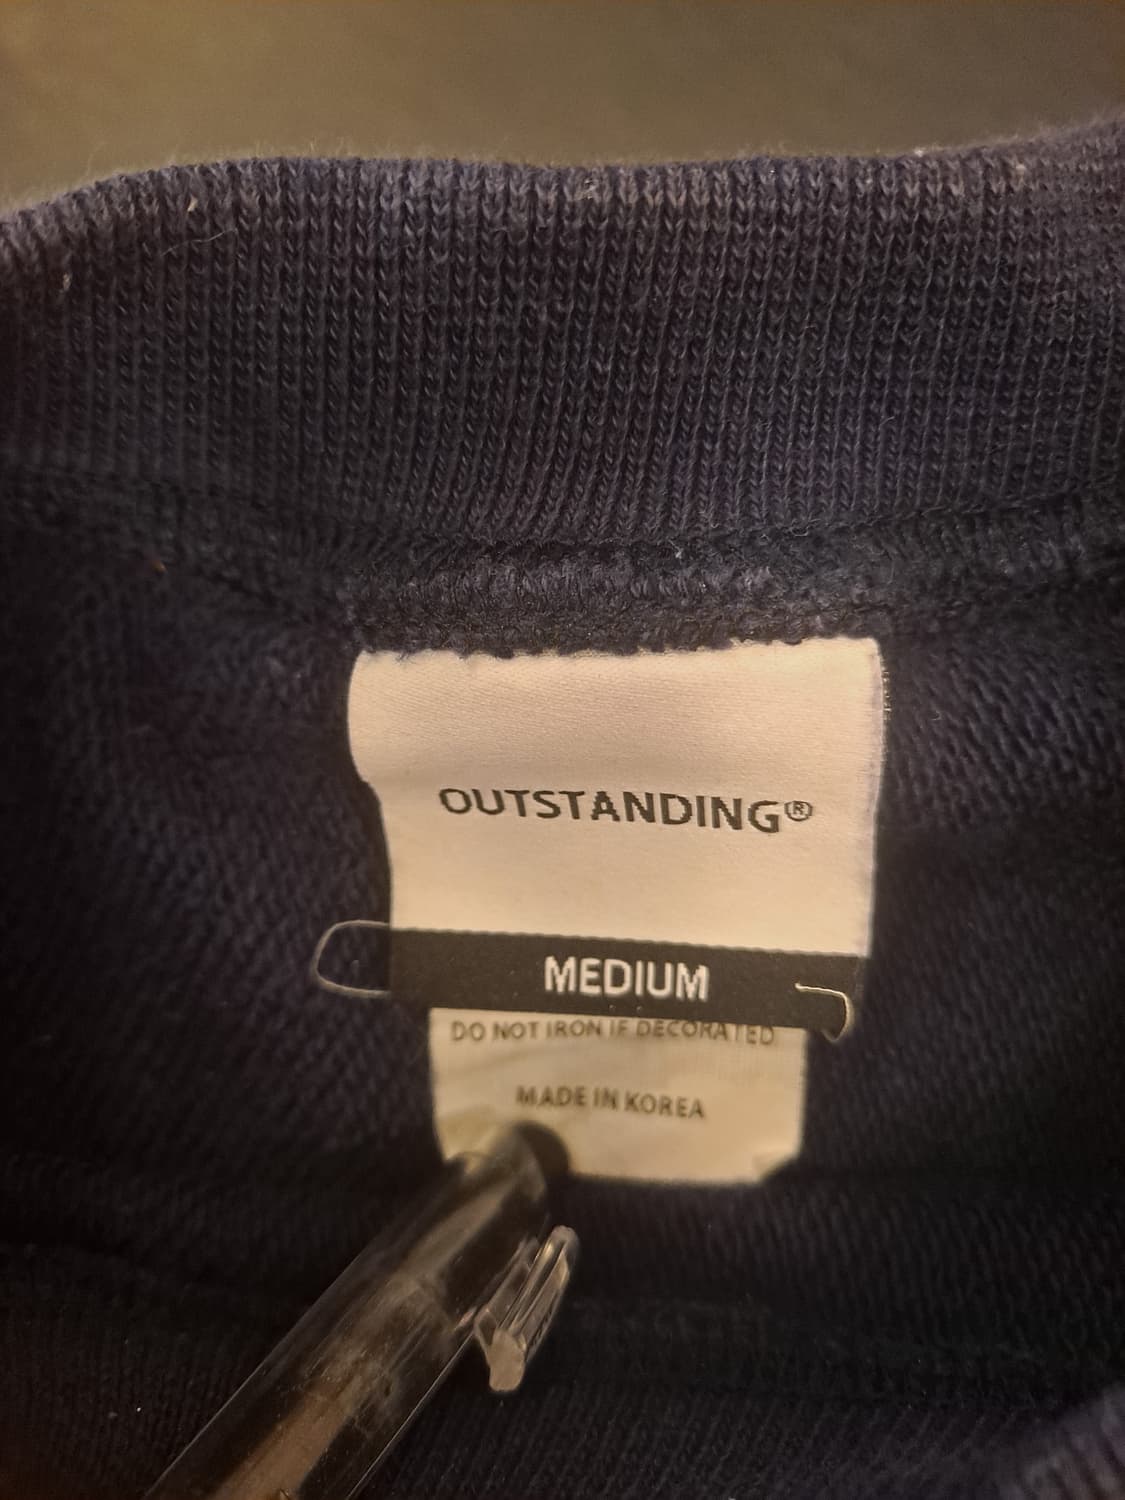 OUTSTANDING®
MEDIUM
DO NOT IRON IF DECORATED
MADE IN KOREA